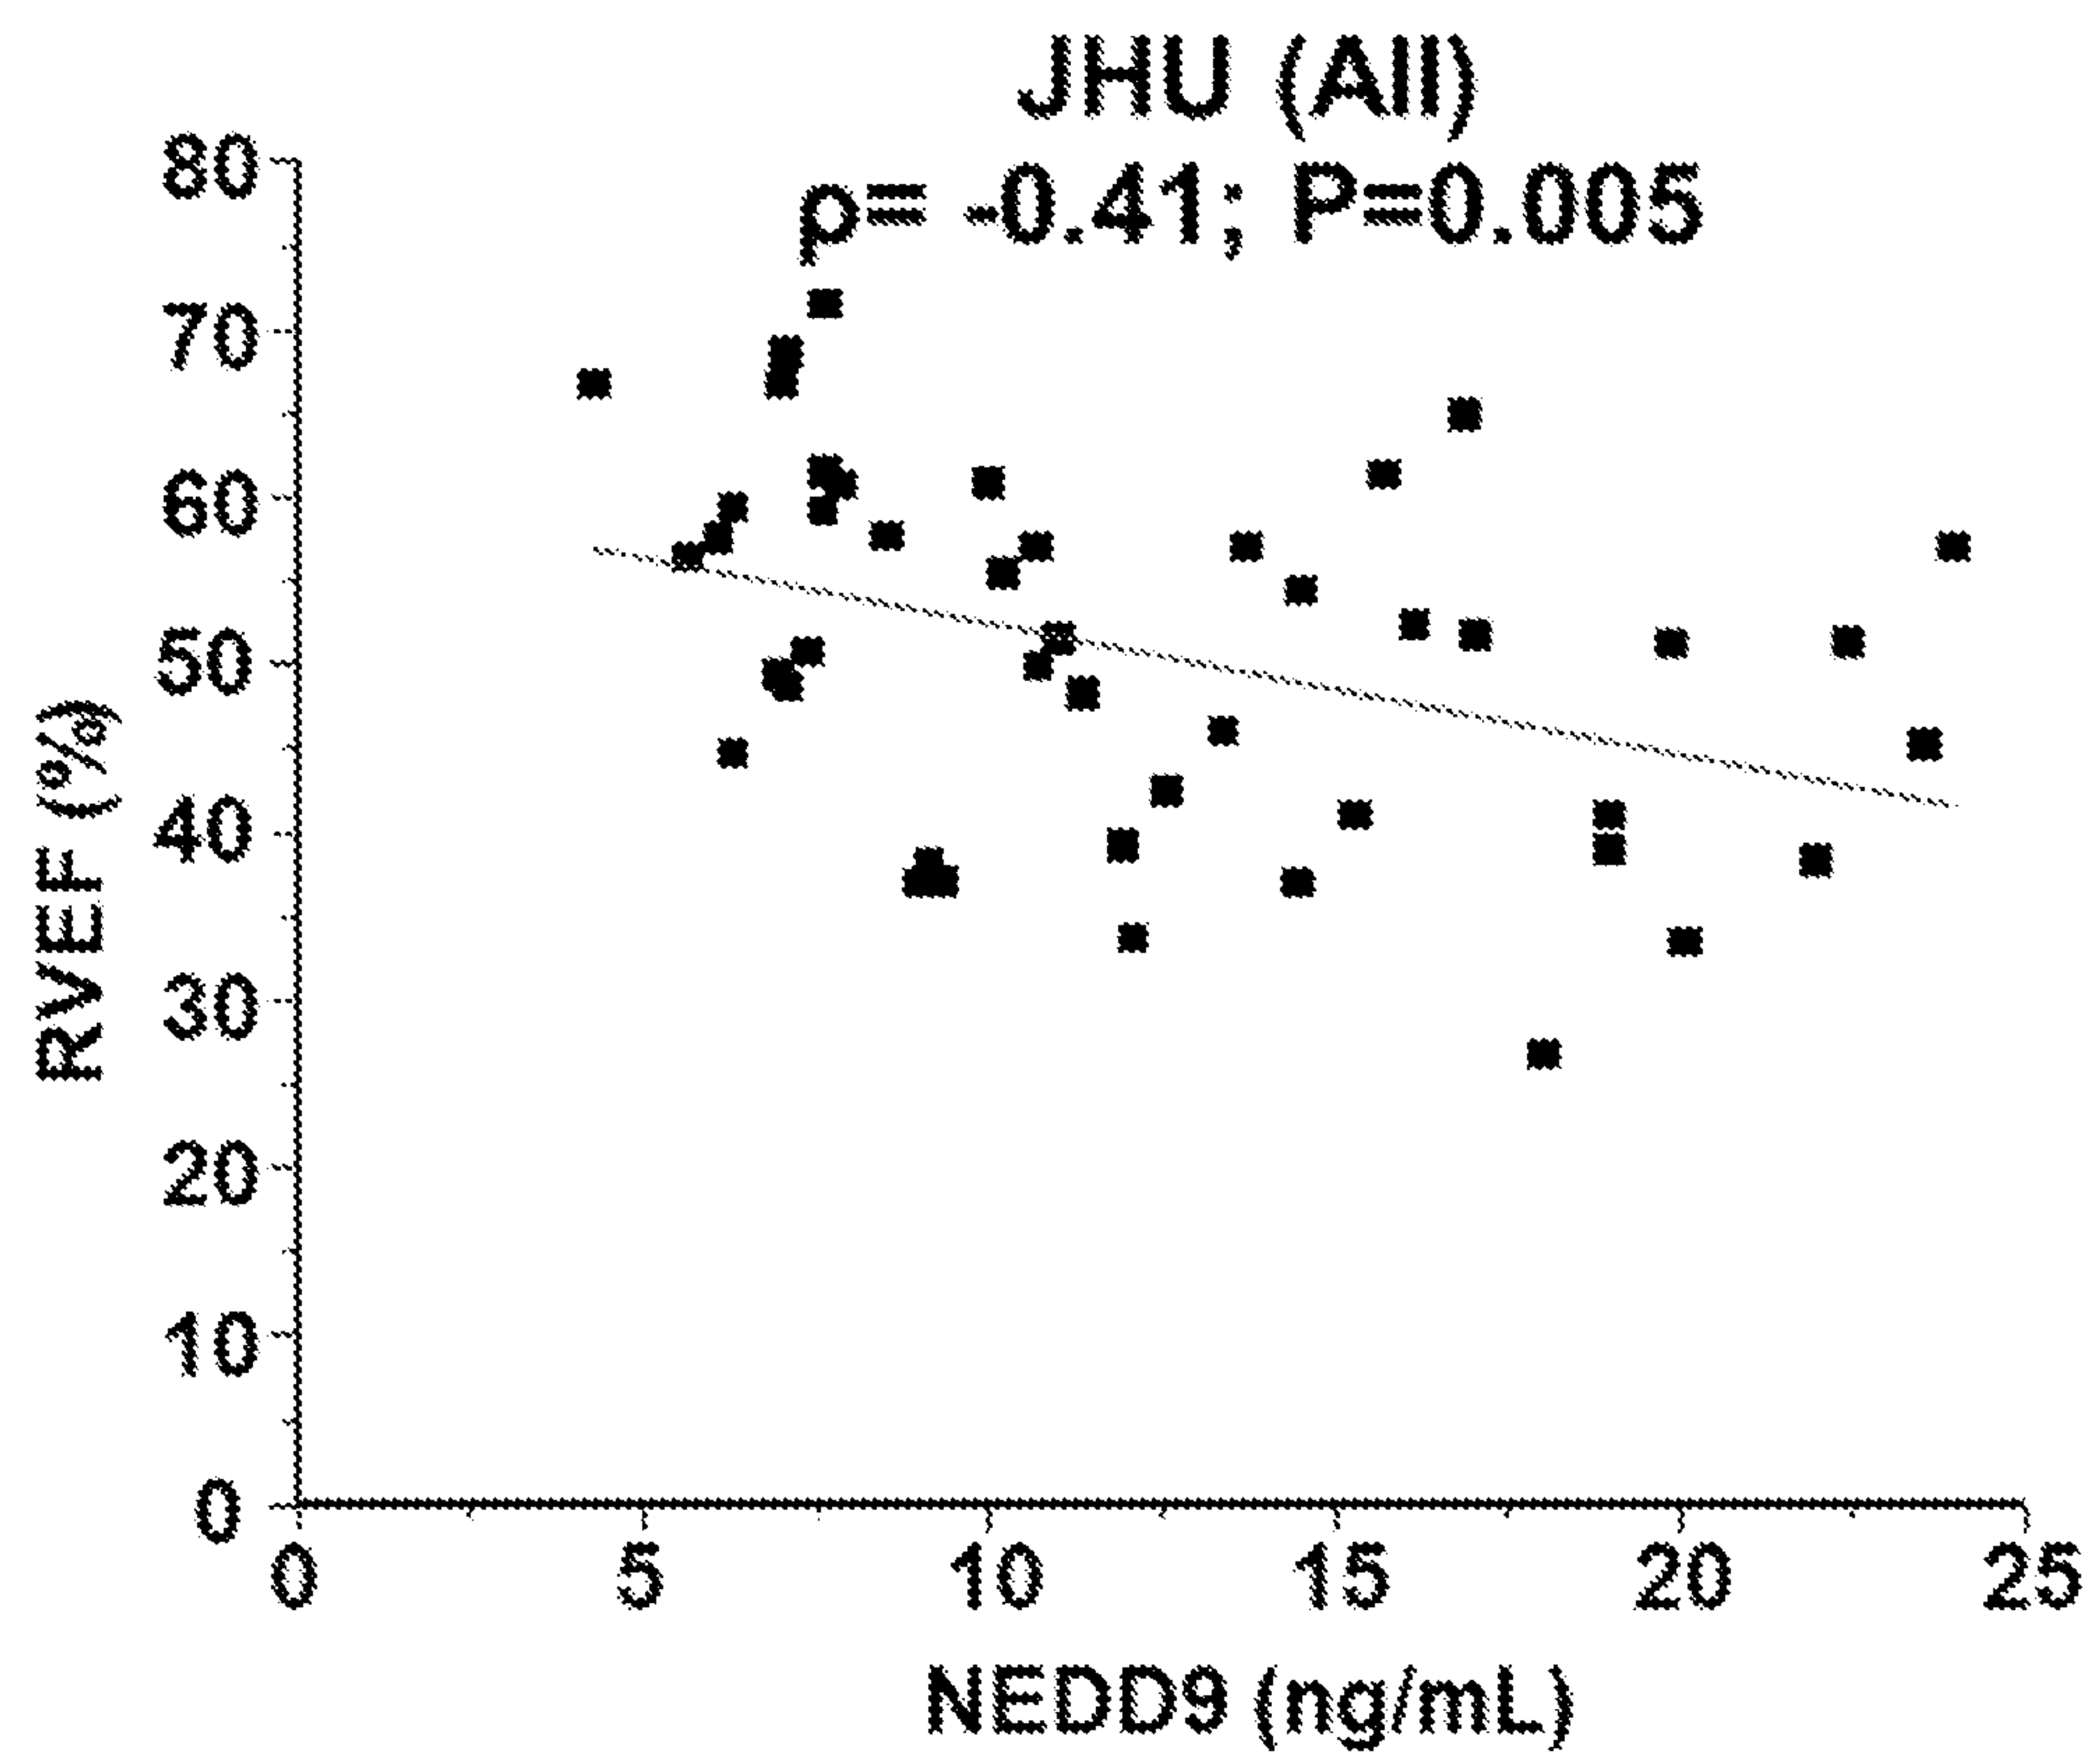 JHU (All)
ρ= -0.41; P=0.005
80
70
60
50
40
30
20
10
0
RVEF (%)
0 5 10 15 20 25
NEDD9 (ng/mL)